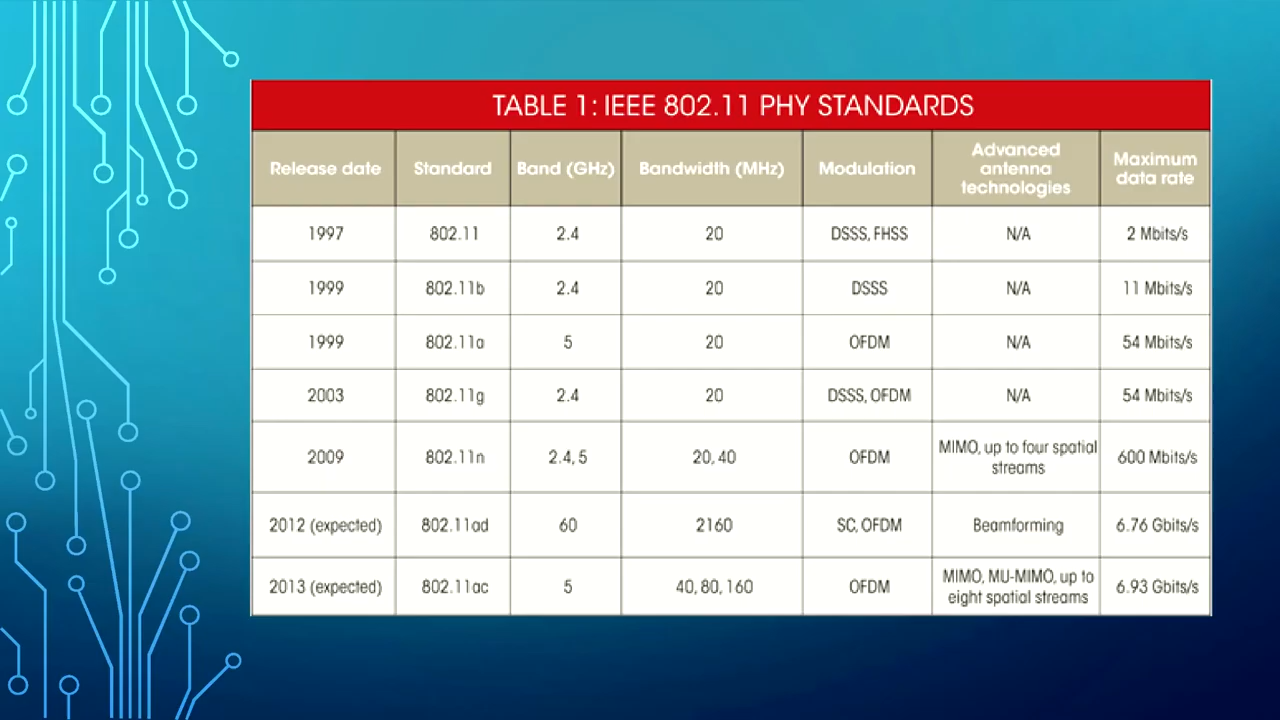 TABLE 1: IEEE 802.11 PHY STANDARDS
Release date Standard Band (GHz) Bandwidth (MHz) Modulation Advanced antenna technologies Maximum data rate
1997 802.11 2.4 20 DSSS, FHSS N/A 2 Mbits/s
1999 802.11b 2.4 20 DSSS N/A 11 Mbits/s
1999 802.11a 5 20 OFDM N/A 54 Mbits/s
2003 802.11g 2.4 20 DSSS, OFDM N/A 54 Mbits/s
2009 802.11n 2.4, 5 20, 40 OFDM MIMO, up to four spatial streams 600 Mbits/s
2012 (expected) 802.11ad 60 2160 SC, OFDM Beamforming 6.76 Gbits/s
2013 (expected) 802.11ac 5 40, 80, 160 OFDM MIMO, MU-MIMO, up to eight spatial streams 6.93 Gbits/s